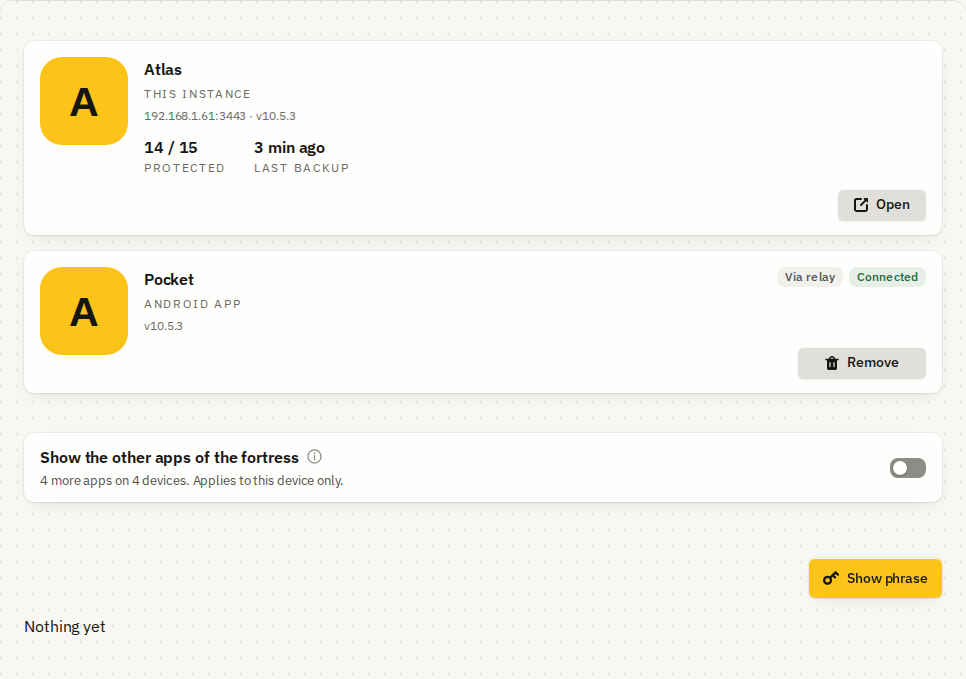 A
Atlas
THIS INSTANCE
192.168.1.61:3443 · v10.5.3
14 / 15
3 min ago
PROTECTED
LAST BACKUP
Open
A
Pocket
Via relay
Connected
ANDROID APP
v10.5.3
Remove
Show the other apps of the fortress
4 more apps on 4 devices. Applies to this device only.
Show phrase
Nothing yet